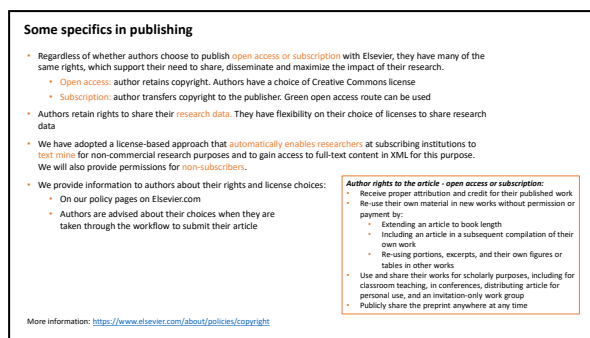 Some specifics in publishing
• Regardless of whether authors choose to publish open access or subscription with Elsevier, they have many of the
same rights, which support their need to share, disseminate and maximize the impact of their research.
• Open access: author retains copyright. Authors have a choice of Creative Commons license
• Subscription: author transfers copyright to the publisher. Green open access route can be used
• Authors retain rights to share their research data. They have flexibility on their choice of licenses to share research
data
• We have adopted a license-based approach that automatically enables researchers at subscribing institutions to
text mine for non-commercial research purposes and to gain access to full-text content in XML for this purpose.
We will also provide permissions for non-subscribers.
• We provide information to authors about their rights and license choices:
• On our policy pages on Elsevier.com
• Authors are advised about their choices when they are
taken through the workflow to submit their article
Author rights to the article - open access or subscription:
• Receive proper attribution and credit for their published work
• Re-use their own material in new works without permission or
payment by:
• Extending an article to book length
• Including an article in a subsequent compilation of their
own work
• Re-using portions, excerpts, and their own figures or
tables in other works
• Use and share their works for scholarly purposes, including for
classroom teaching, in conferences, distributing article for
personal use, and an invitation-only work group
• Publicly share the preprint anywhere at any time
More information: https://www.elsevier.com/about/policies/copyright